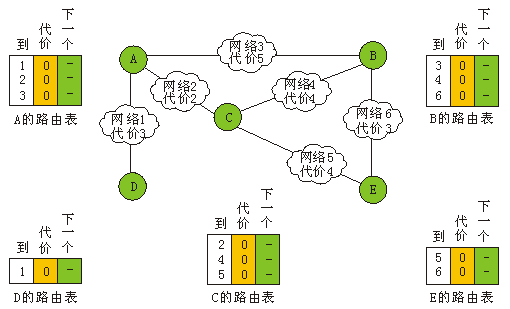 到 代价 下一个
1 0 -
2 0 -
3 0 -
A的路由表
A
网络3
代价5
B
网络2
代价2
网络4
代价4
C
网络1
代价3
网络6
代价3
网络5
代价4
D
E
到 代价 下一个
3 0 -
4 0 -
6 0 -
B的路由表
到 代价 下一个
1 0 -
D的路由表
到 代价 下一个
2 0 -
4 0 -
5 0 -
C的路由表
到 代价 下一个
5 0 -
6 0 -
E的路由表